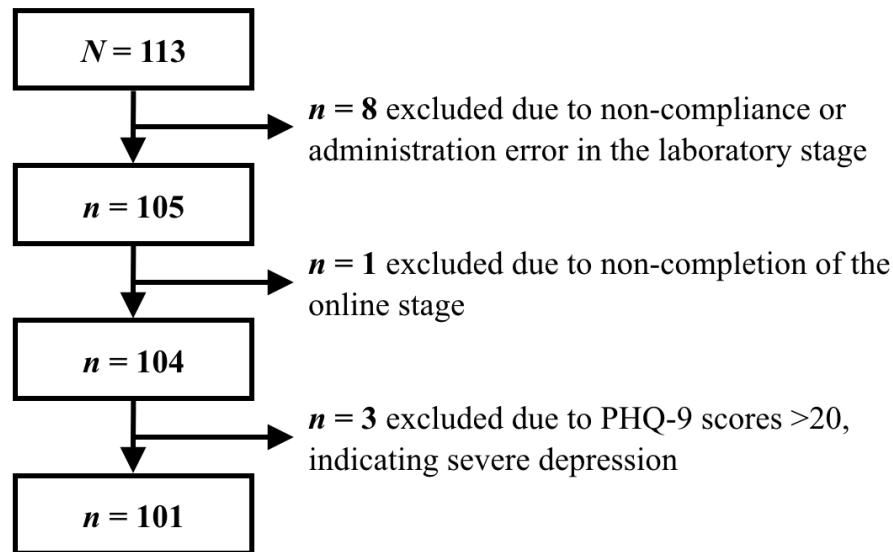 N = 113
n = 8 excluded due to non-compliance or
administration error in the laboratory stage
n = 105
n = 1 excluded due to non-completion of the
online stage
n = 104
n = 3 excluded due to PHQ-9 scores >20,
indicating severe depression
n = 101